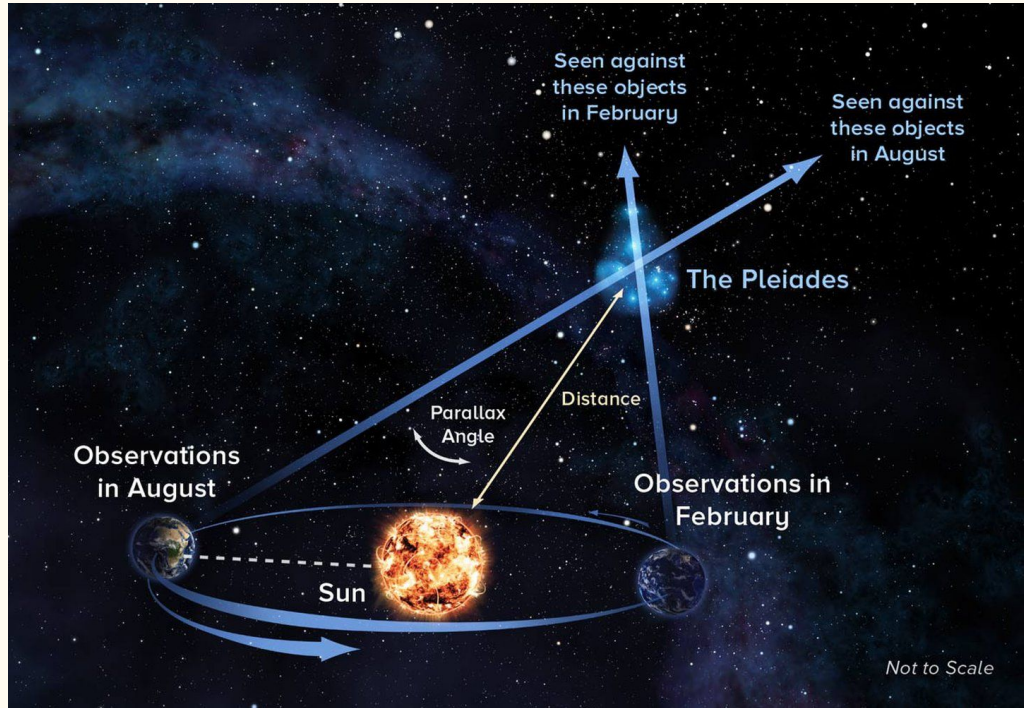 Seen against
these objects
in February
Seen against
these objects
in August
The Pleiades
Distance
Parallax
Angle
Observations
in August
Observations in
February
Sun
Not to Scale